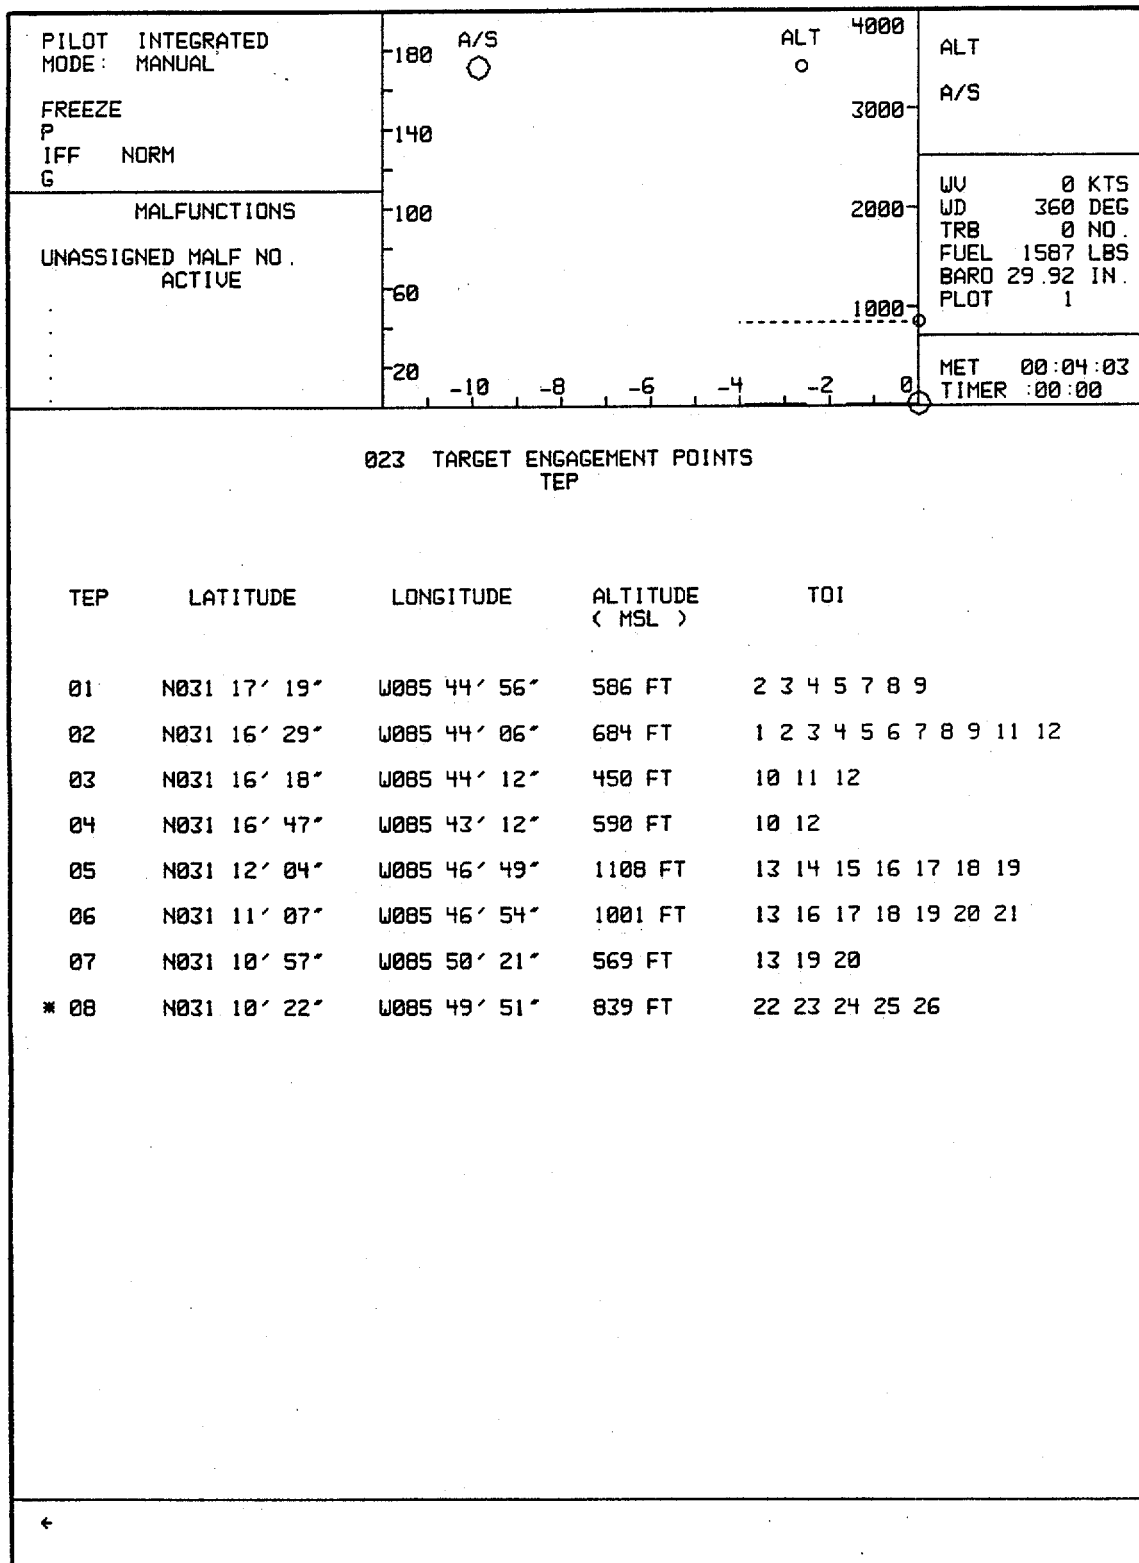 PILOT INTEGRATED
MODE: MANUAL
FREEZE
P
IFF NORM
G
MALFUNCTIONS
UNASSIGNED MALF NO.
ACTIVE
.
.
.
.
A/S
ALT
180
140
100
60
20
4000
3000
2000
1000
-10 -8 -6 -4 -2 0
ALT
A/S
WV 0 KTS
WD 360 DEG
TRB 0 NO.
FUEL 1587 LBS
BARO 29.92 IN.
PLOT 1
MET 00:04:03
TIMER :00:00
023 TARGET ENGAGEMENT POINTS
TEP
TEP LATITUDE LONGITUDE ALTITUDE TOI
( MSL )
01 N031 17' 19" W085 44' 56" 586 FT 2 3 4 5 7 8 9
02 N031 16' 29" W085 44' 06" 684 FT 1 2 3 4 5 6 7 8 9 11 12
03 N031 16' 18" W085 44' 12" 450 FT 10 11 12
04 N031 16' 47" W085 43' 12" 590 FT 10 12
05 N031 12' 04" W085 46' 49" 1108 FT 13 14 15 16 17 18 19
06 N031 11' 07" W085 46' 54" 1001 FT 13 16 17 18 19 20 21
07 N031 10' 57" W085 50' 21" 569 FT 13 19 20
* 08 N031 10' 22" W085 49' 51" 839 FT 22 23 24 25 26
←